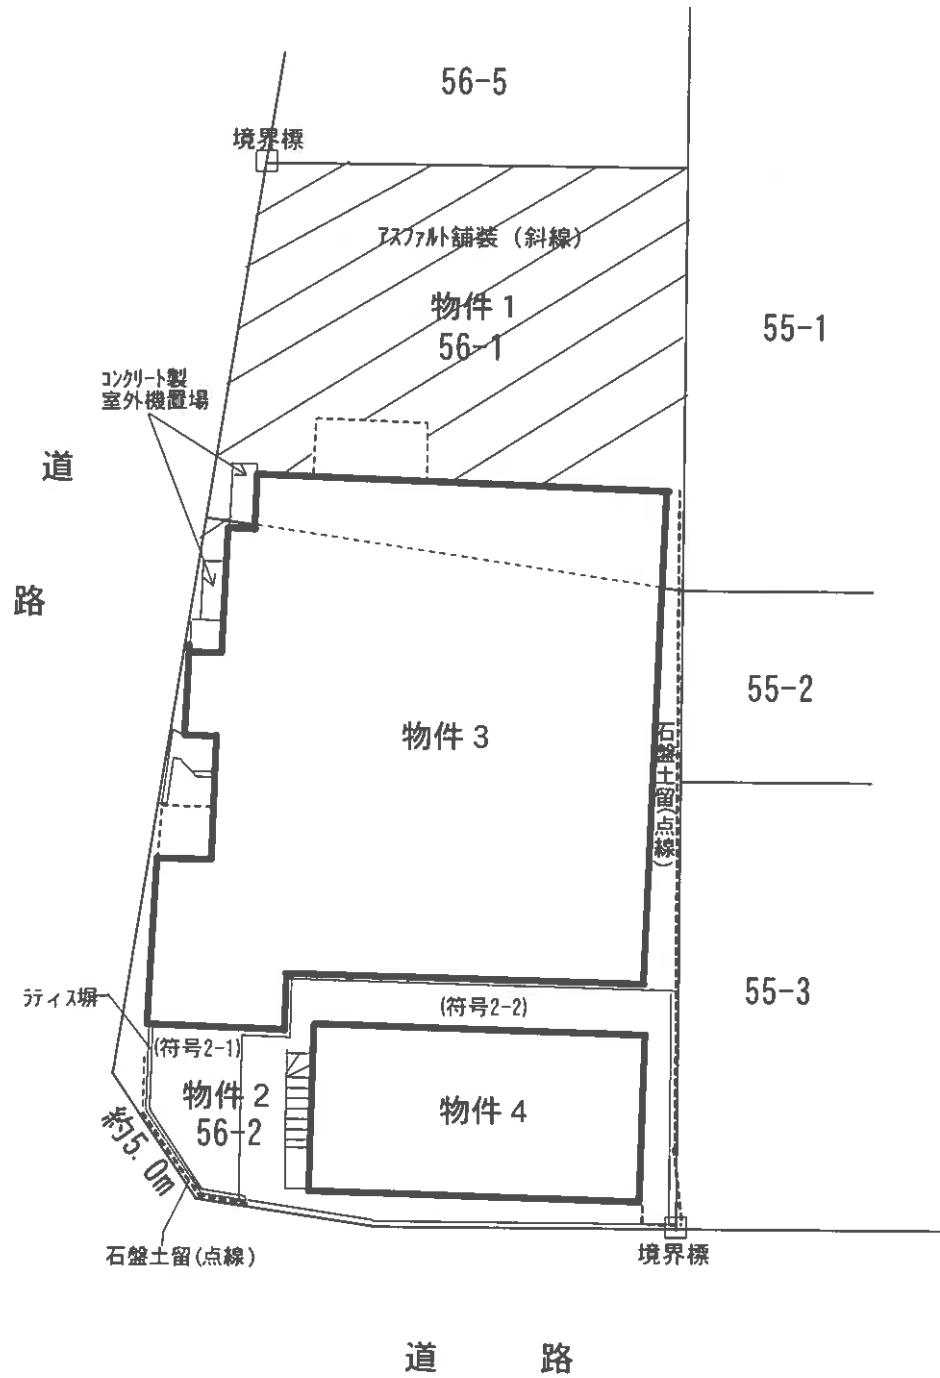 56-5
境界標
アスファルト舗装（斜線）
物件1
56-1
55-1
コンクリート製
室外機置場
道
路
55-2
物件3
石盤土留(点線)
55-3
ラティス塀
(符号2-2)
(符号2-1)
物件2
56-2
物件4
約5.0m
石盤土留(点線)
境界標
道 路